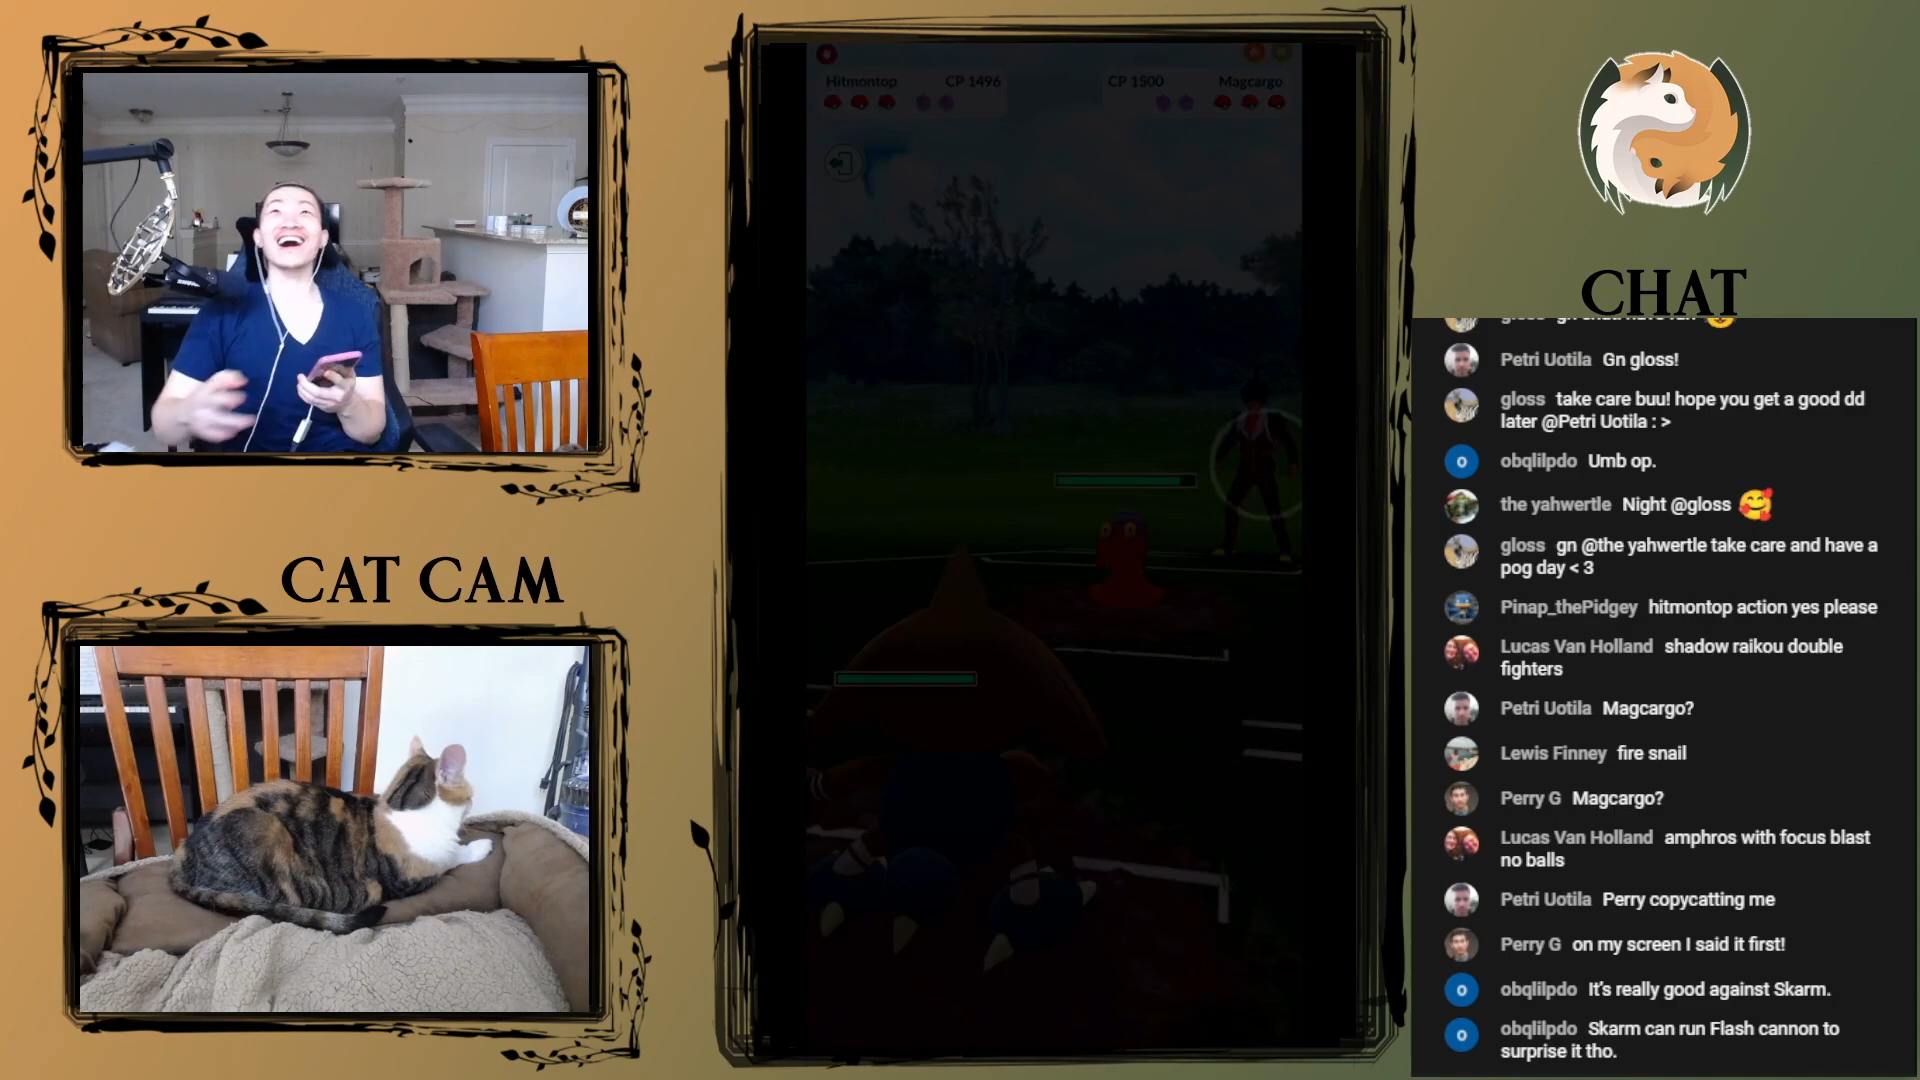 Hitmontop CP 1496
CP 1500 Magcargo
CAT CAM
CHAT
Petri Uotila Gn gloss!
gloss take care buu! hope you get a good dd
later @Petri Uotila : >
obqlilpdo Umb op.
the yahwertle Night @gloss
gloss gn @the yahwertle take care and have a
pog day < 3
Pinap_thePidgey hitmontop action yes please
Lucas Van Holland shadow raikou double
fighters
Petri Uotila Magcargo?
Lewis Finney fire snail
Perry G Magcargo?
Lucas Van Holland amphros with focus blast
no balls
Petri Uotila Perry copycatting me
Perry G on my screen I said it first!
obqlilpdo It's really good against Skarm.
obqlilpdo Skarm can run Flash cannon to
surprise it tho.